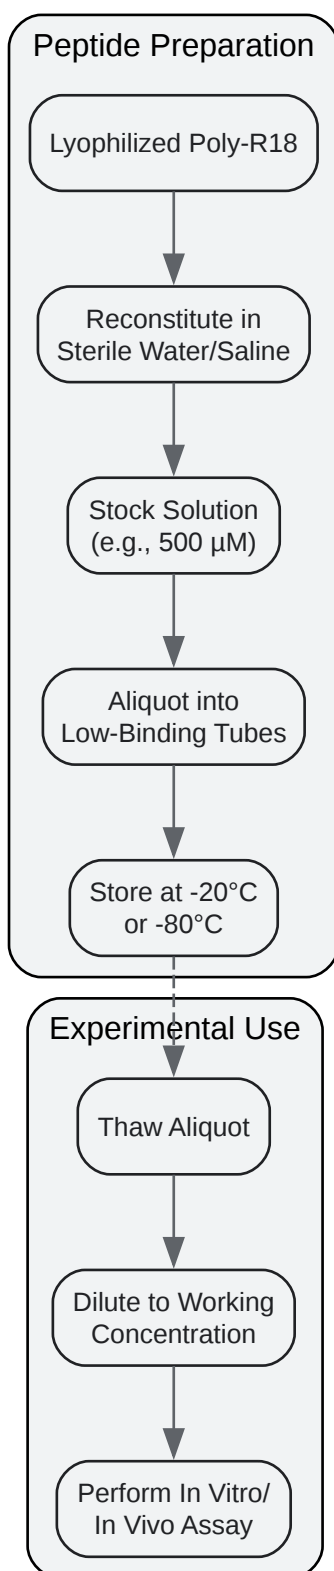 Peptide Preparation
Lyophilized Poly-R18
Reconstitute in
Sterile Water/Saline
Stock Solution
(e.g., 500 µM)
Aliquot into
Low-Binding Tubes
Store at -20°C
or -80°C
Experimental Use
Thaw Aliquot
Dilute to Working
Concentration
Perform In Vitro/
In Vivo Assay